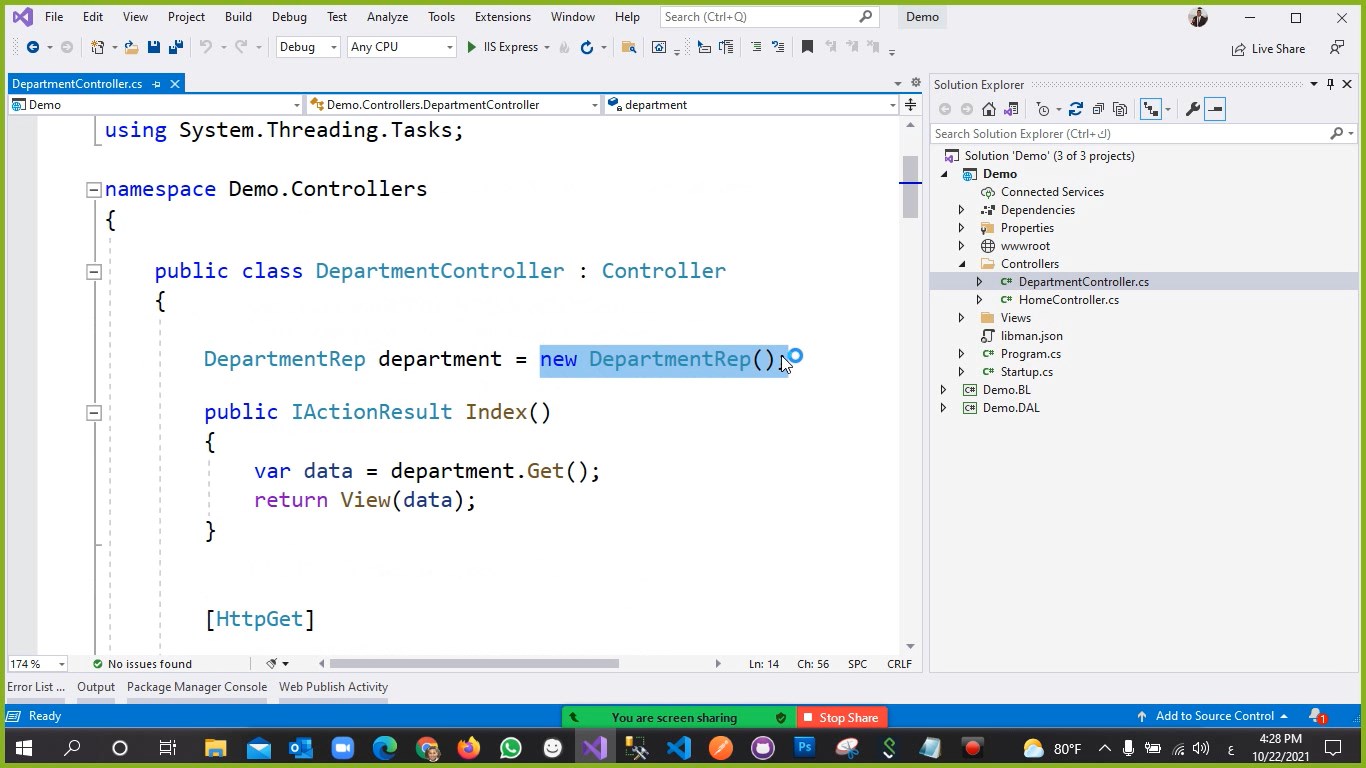 File Edit View Project Build Debug Test Analyze Tools Extensions Window Help Search (Ctrl+Q) Demo
Debug Any CPU IIS Express Live Share
DepartmentController.cs
Demo Demo.Controllers.DepartmentController department
using System.Threading.Tasks;
namespace Demo.Controllers
{
public class DepartmentController : Controller
{
DepartmentRep department = new DepartmentRep();
public IActionResult Index()
{
var data = department.Get();
return View(data);
}
[HttpGet]
174 % No issues found Ln: 14 Ch: 56 SPC CRLF
Solution Explorer
Search Solution Explorer (Ctrl+ك)
Solution 'Demo' (3 of 3 projects)
Demo
Connected Services
Dependencies
Properties
wwwroot
Controllers
C# DepartmentController.cs
C# HomeController.cs
Views
libman.json
C# Program.cs
C# Startup.cs
C# Demo.BL
C# Demo.DAL
Error List ... Output Package Manager Console Web Publish Activity
Ready You are screen sharing Stop Share Add to Source Control 1
Ps 80°F ع 4:28 PM
10/22/2021